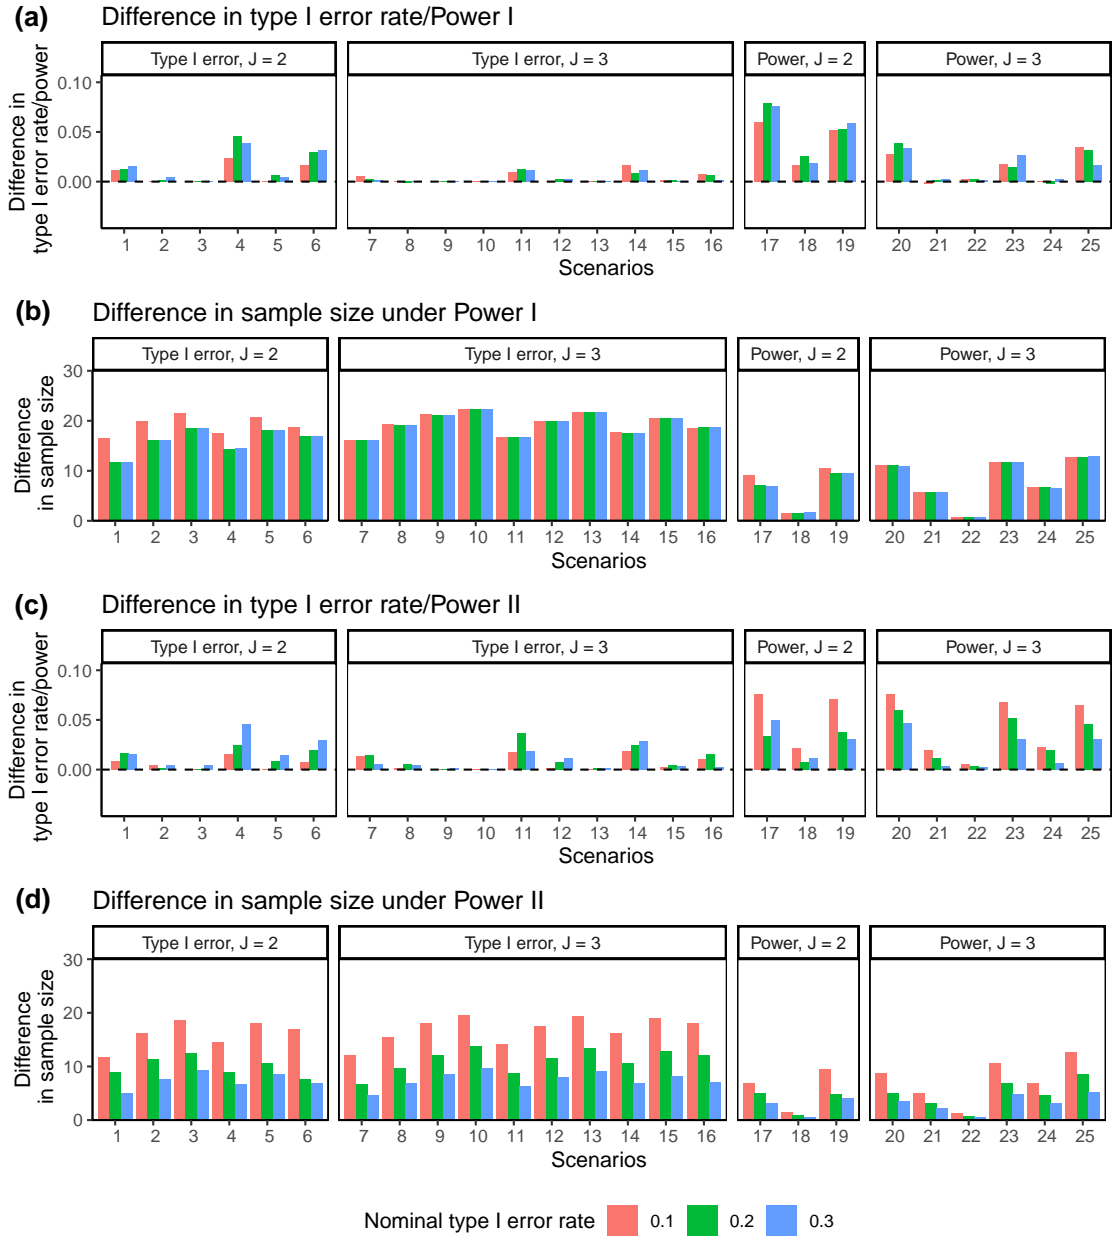 (a) Difference in type I error rate/Power I
Type I error, J = 2 Type I error, J = 3 Power, J = 2 Power, J = 3
Difference in
type I error rate/power
0.10
0.05
0.00
1 2 3 4 5 6 7 8 9 10 11 12 13 14 15 16 17 18 19 20 21 22 23 24 25
Scenarios
(b) Difference in sample size under Power I
Type I error, J = 2 Type I error, J = 3 Power, J = 2 Power, J = 3
Difference
in sample size
30
20
10
0
1 2 3 4 5 6 7 8 9 10 11 12 13 14 15 16 17 18 19 20 21 22 23 24 25
Scenarios
(c) Difference in type I error rate/Power II
Type I error, J = 2 Type I error, J = 3 Power, J = 2 Power, J = 3
Difference in
type I error rate/power
0.10
0.05
0.00
1 2 3 4 5 6 7 8 9 10 11 12 13 14 15 16 17 18 19 20 21 22 23 24 25
Scenarios
(d) Difference in sample size under Power II
Type I error, J = 2 Type I error, J = 3 Power, J = 2 Power, J = 3
Difference
in sample size
30
20
10
0
1 2 3 4 5 6 7 8 9 10 11 12 13 14 15 16 17 18 19 20 21 22 23 24 25
Scenarios
Nominal type I error rate 0.1 0.2 0.3